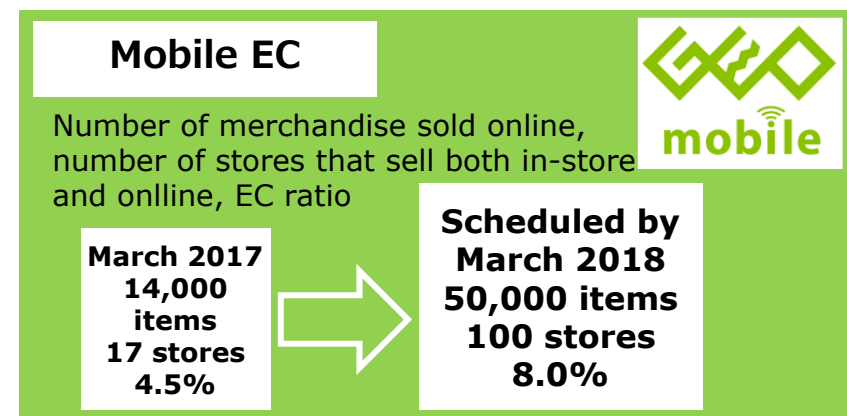 Mobile EC
GEO
mobile
Number of merchandise sold online,
number of stores that sell both in-store
and onlline, EC ratio
March 2017
14,000
items
17 stores
4.5%
Scheduled by
March 2018
50,000 items
100 stores
8.0%